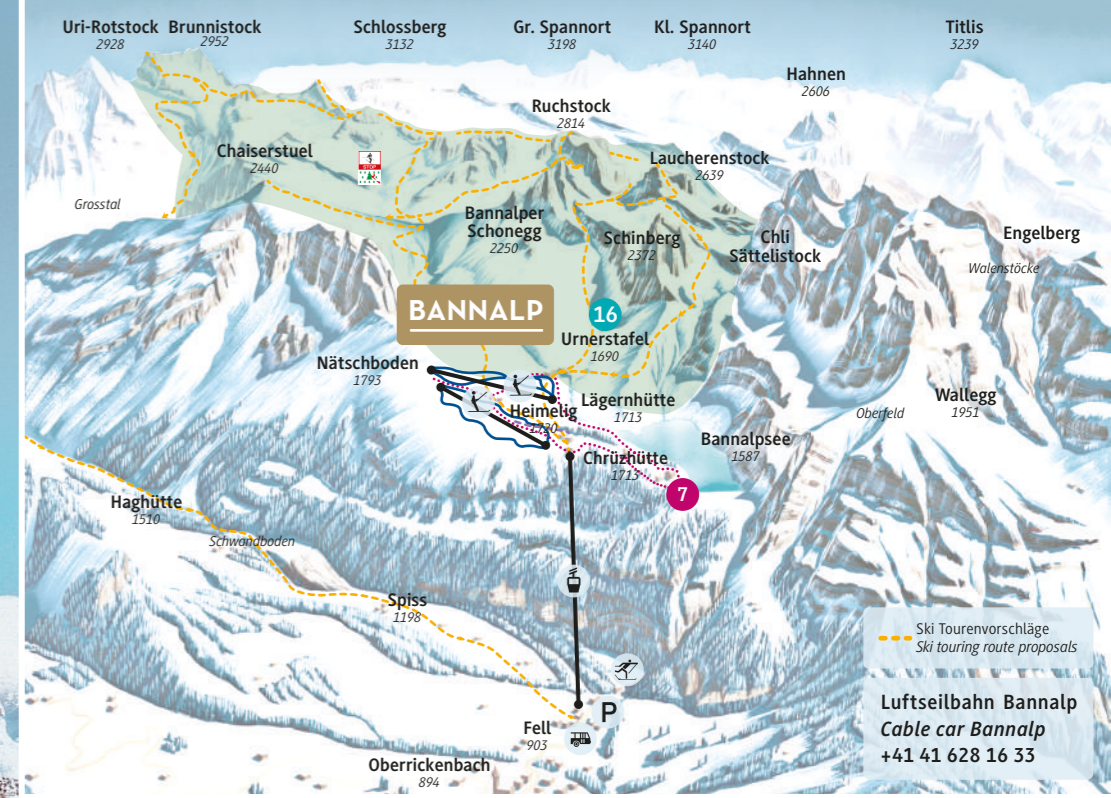 Uri-Rotstock
2928
Brunnistock
2952
Schlossberg
3132
Gr. Spannort
3198
Kl. Spannort
3140
Titlis
3239
Hahnen
2606
Ruchstock
2814
Chaiserstuel
2440
STOP
Laucherenstock
2639
Grosstal
Bannalper
Schonegg
2250
Schinberg
2372
Chli
Sättelistock
Engelberg
Walenstöcke
BANNALP
16
Urnerstafel
1690
Nätschboden
1793
Heimelig
1720
Lägernhütte
1713
Wallegg
1951
Oberfeld
Bannalpsee
1587
Chrüzhütte
1713
7
Haghütte
1510
Schwandboden
Spiss
1198
Ski Tourenvorschläge
Ski touring route proposals
Luftseilbahn Bannalp
Cable car Bannalp
+41 41 628 16 33
P
Fell
903
Oberrickenbach
894